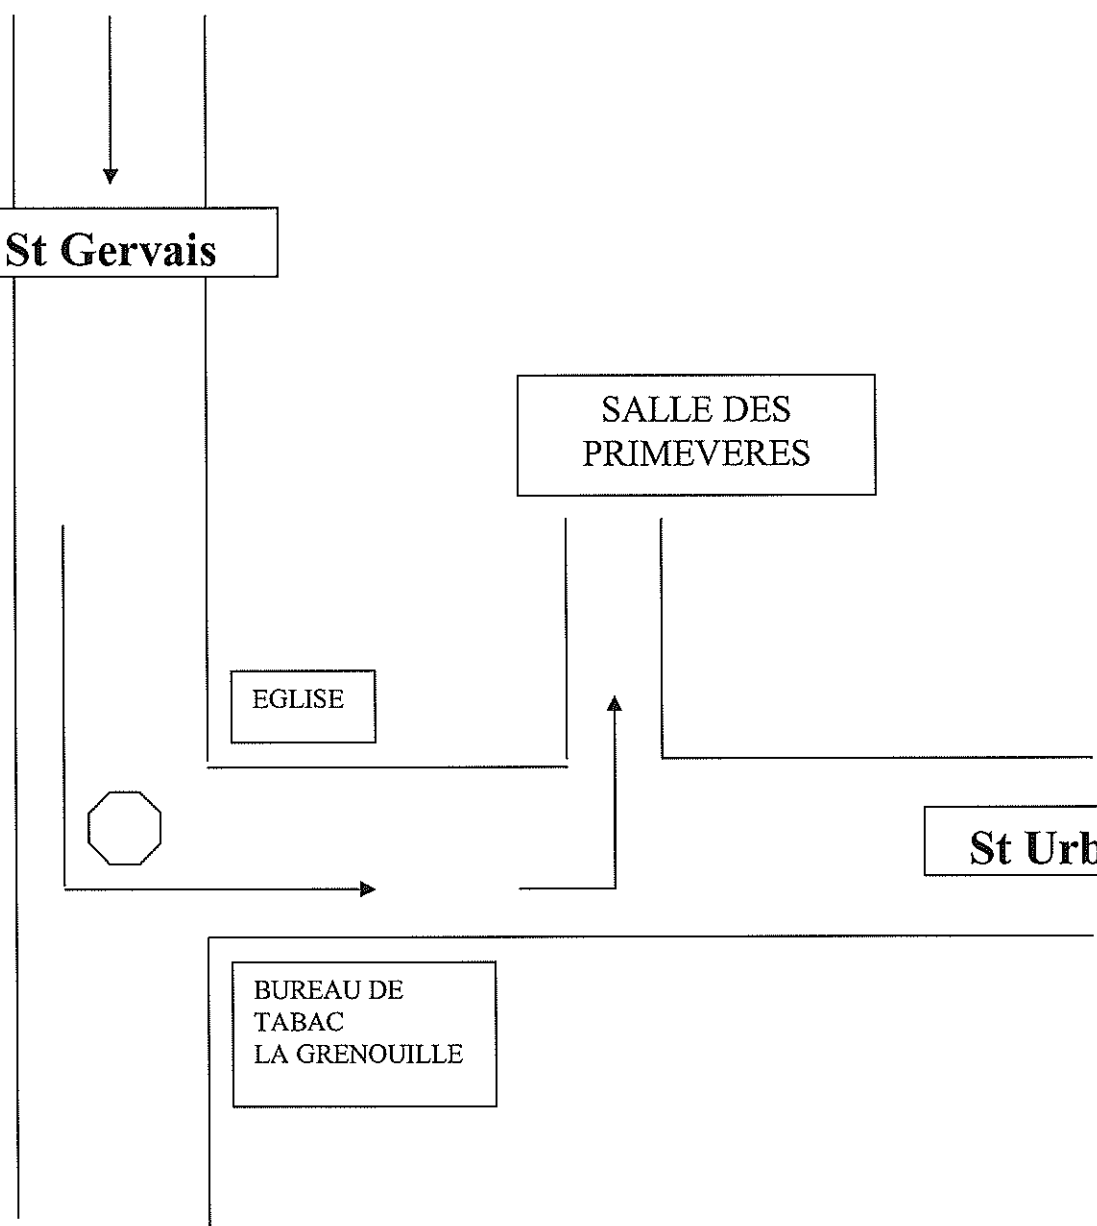 St Gervais
SALLE DES
PRIMEVERES
EGLISE
St Urb
BUREAU DE
TABAC
LA GRENOUILLE